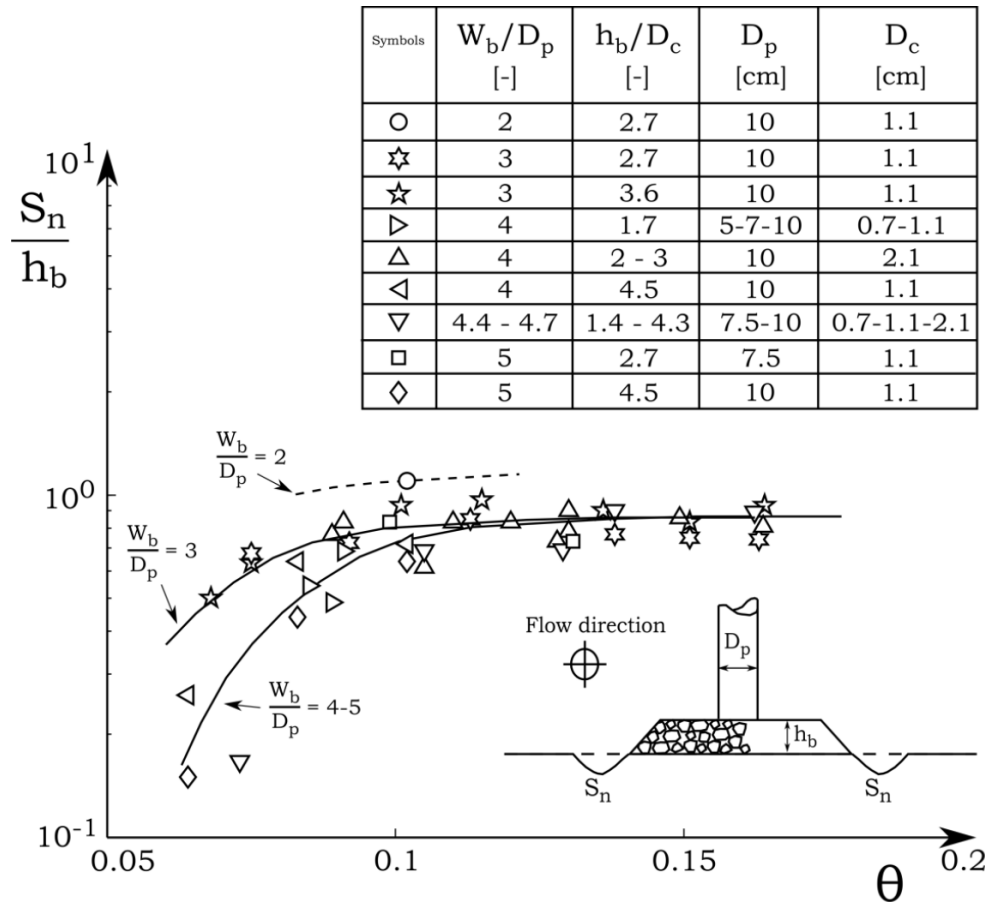 Symbols W_b/D_p [-] h_b/D_c [-] D_p [cm] D_c [cm]
2 2.7 10 1.1
3 2.7 10 1.1
3 3.6 10 1.1
4 1.7 5-7-10 0.7-1.1
4 2 - 3 10 2.1
4 4.5 10 1.1
4.4 - 4.7 1.4 - 4.3 7.5-10 0.7-1.1-2.1
5 2.7 7.5 1.1
5 4.5 10 1.1
10^1
S_n
h_b
W_b
D_p = 2
10^0
W_b
D_p = 3
Flow direction
D_p
W_b
D_p = 4-5
h_b
S_n S_n
10^-1
0.05 0.1 0.15 0.2
θ